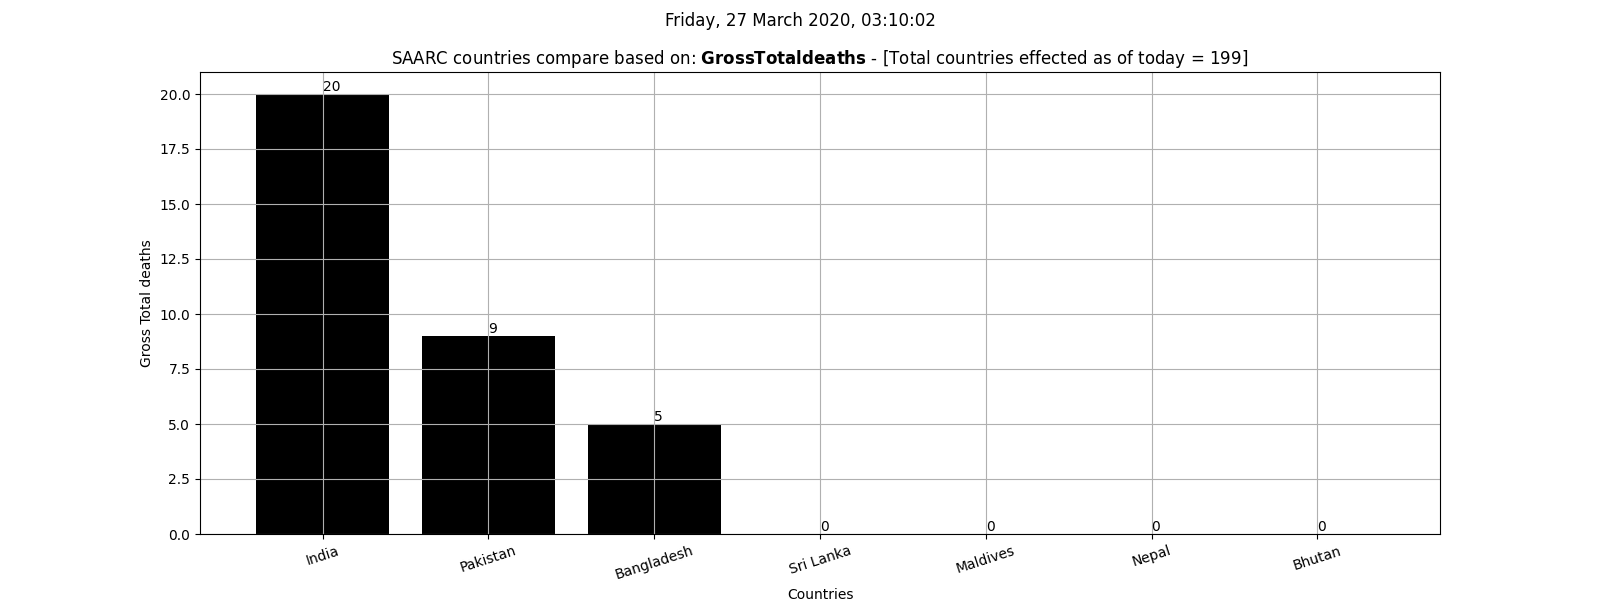 Friday, 27 March 2020, 03:10:02
SAARC countries compare based on: GrossTotaldeaths - [Total countries effected as of today = 199]
Gross Total deaths
20.0
17.5
15.0
12.5
10.0
7.5
5.0
2.5
0.0
20
9
5
0
0
0
0
India
Pakistan
Bangladesh
Sri Lanka
Maldives
Nepal
Bhutan
Countries